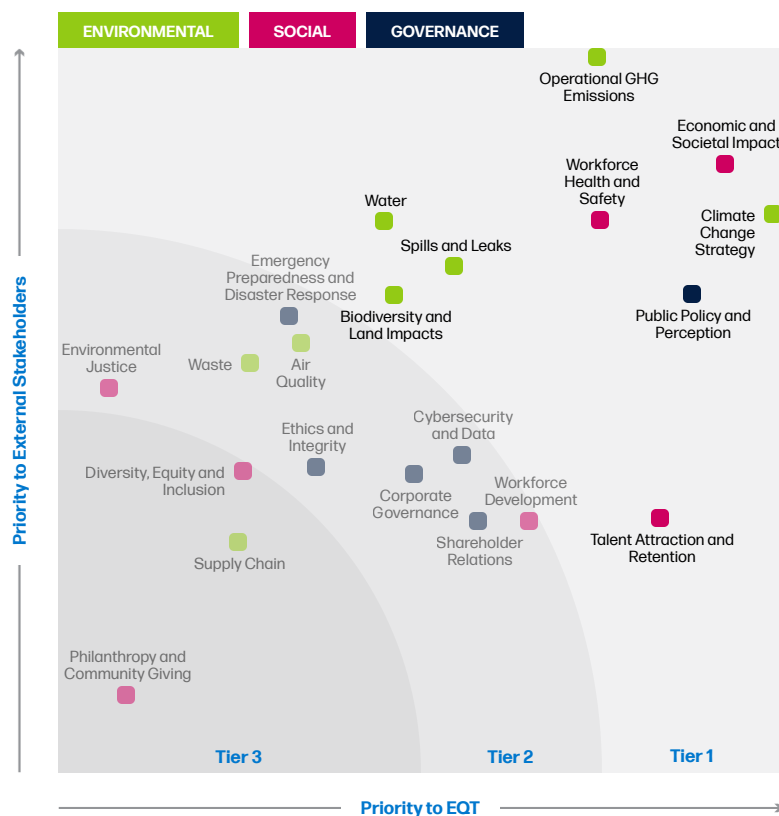 ENVIRONMENTAL
SOCIAL
GOVERNANCE
Operational GHG
Emissions
Economic and
Societal Impact
Workforce
Health and
Safety
Climate
Change
Strategy
Water
Spills and Leaks
Emergency
Preparedness and
Disaster Response
Biodiversity and
Land Impacts
Public Policy and
Perception
Environmental
Justice
Waste
Air
Quality
Ethics and
Integrity
Cybersecurity
and Data
Diversity, Equity and
Inclusion
Corporate
Governance
Workforce
Development
Shareholder
Relations
Talent Attraction and
Retention
Supply Chain
Philanthropy and
Community Giving
Tier 3
Tier 2
Tier 1
Priority to External Stakeholders
Priority to EQT